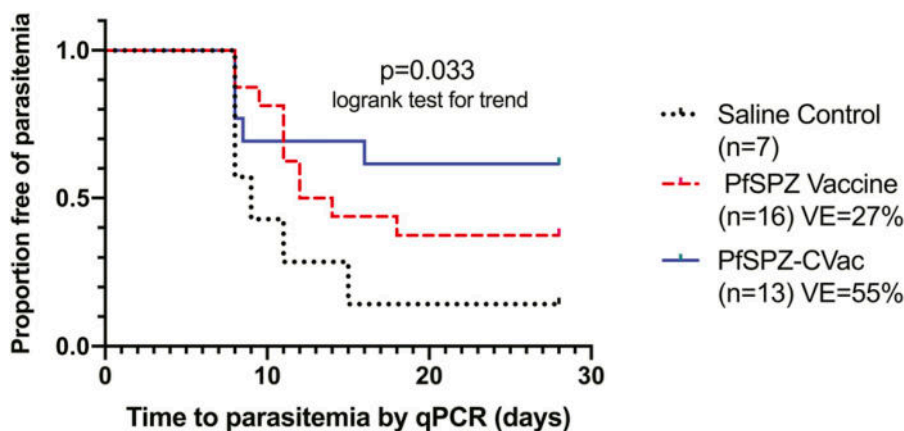 Proportion free of parasitemia
1.0
0.5
0.0
p=0.033
logrank test for trend
0
10
20
30
Time to parasitemia by qPCR (days)
Saline Control
(n=7)
PfSPZ Vaccine
(n=16) VE=27%
PfSPZ-CVac
(n=13) VE=55%